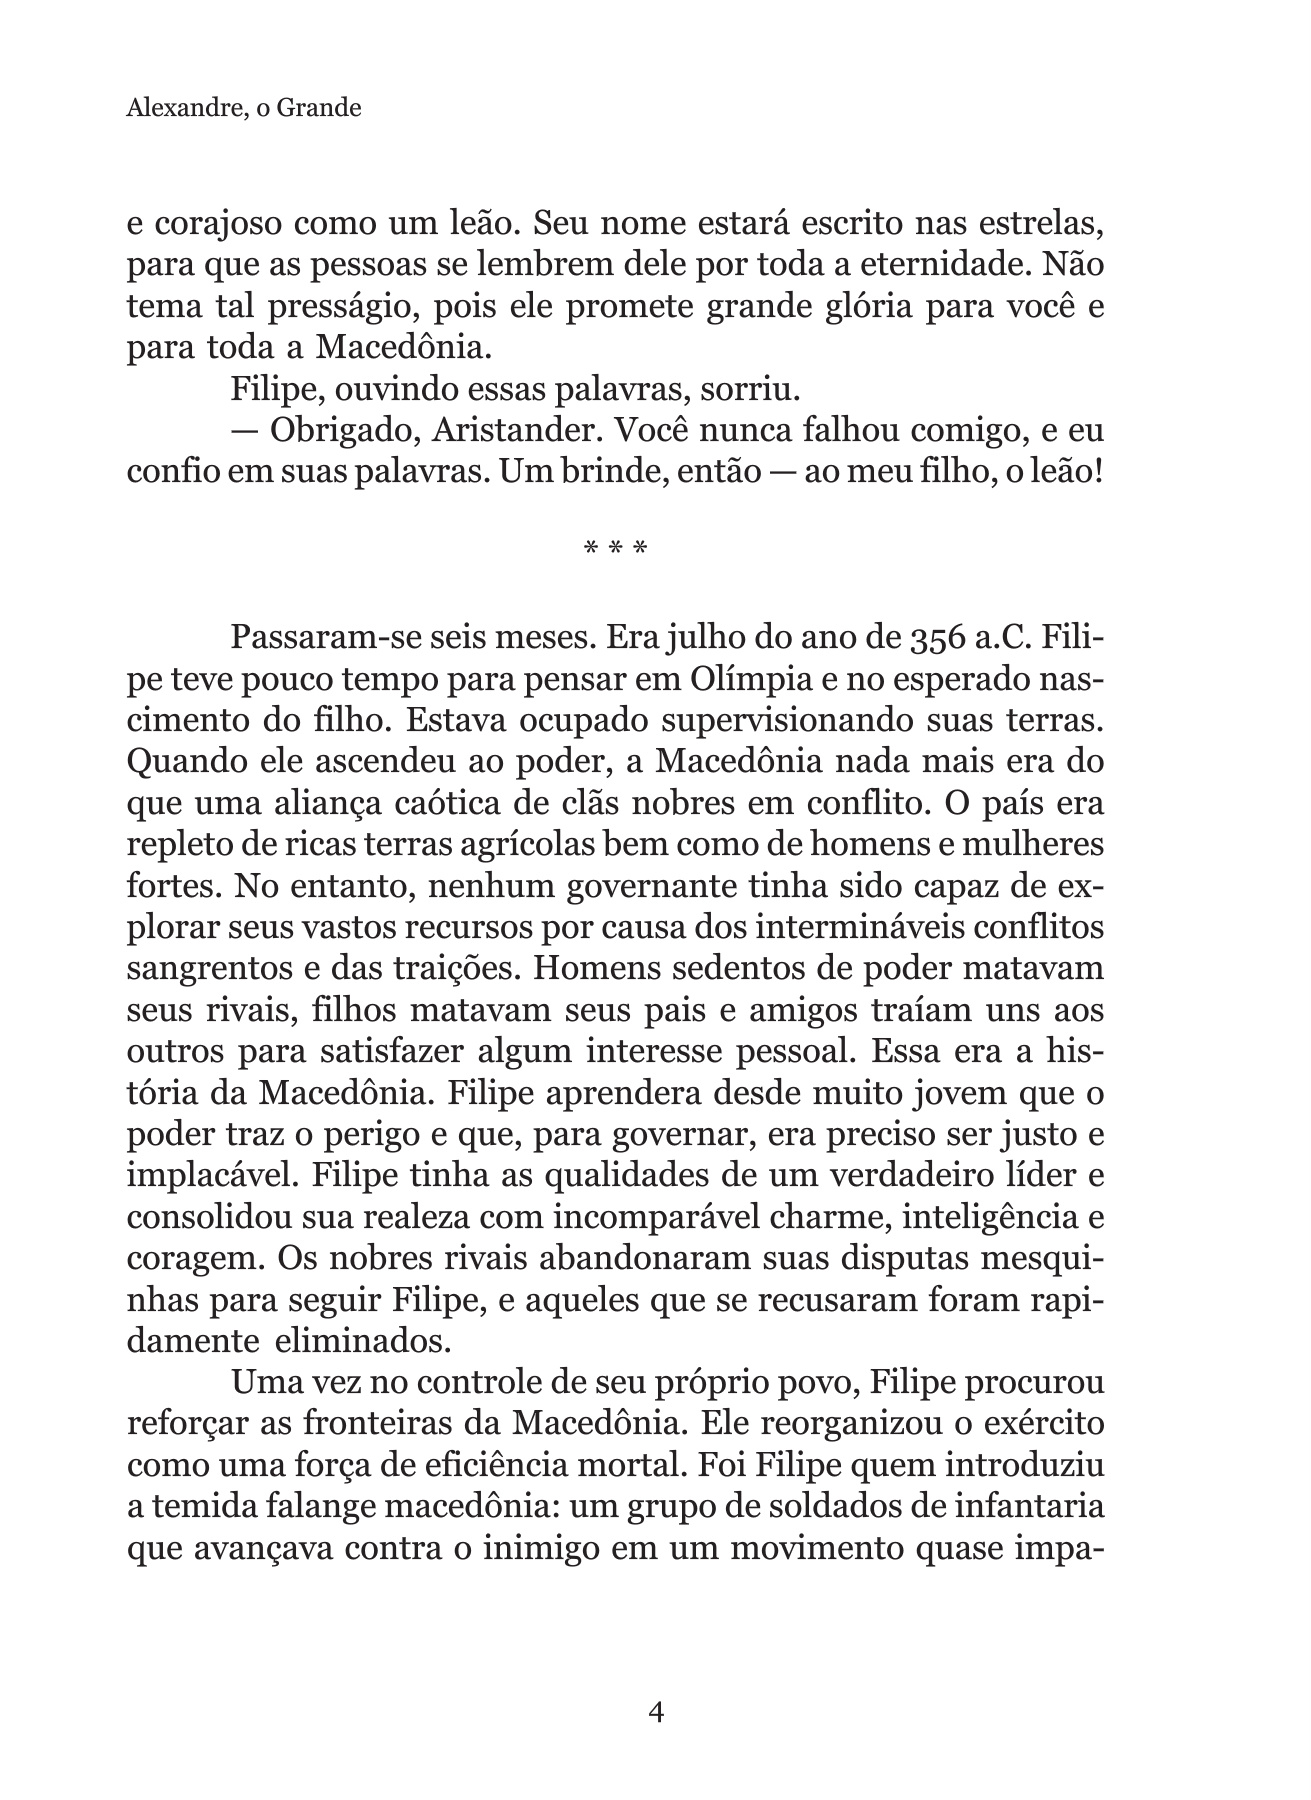 Alexandre, o Grande
e corajoso como um leão. Seu nome estará escrito nas estrelas,
para que as pessoas se lembrem dele por toda a eternidade. Não
tema tal presságio, pois ele promete grande glória para você e
para toda a Macedônia.
Filipe, ouvindo essas palavras, sorriu.
— Obrigado, Aristander. Você nunca falhou comigo, e eu
confio em suas palavras. Um brinde, então — ao meu filho, o leão!
* * *
Passaram-se seis meses. Era julho do ano de 356 a.C. Fili-
pe teve pouco tempo para pensar em Olímpia e no esperado nas-
cimento do filho. Estava ocupado supervisionando suas terras.
Quando ele ascendeu ao poder, a Macedônia nada mais era do
que uma aliança caótica de clãs nobres em conflito. O país era
repleto de ricas terras agrícolas bem como de homens e mulheres
fortes. No entanto, nenhum governante tinha sido capaz de ex-
plorar seus vastos recursos por causa dos intermináveis conflitos
sangrentos e das traições. Homens sedentos de poder matavam
seus rivais, filhos matavam seus pais e amigos traíam uns aos
outros para satisfazer algum interesse pessoal. Essa era a his-
tória da Macedônia. Filipe aprendera desde muito jovem que o
poder traz o perigo e que, para governar, era preciso ser justo e
implacável. Filipe tinha as qualidades de um verdadeiro líder e
consolidou sua realeza com incomparável charme, inteligência e
coragem. Os nobres rivais abandonaram suas disputas mesqui-
nhas para seguir Filipe, e aqueles que se recusaram foram rapi-
damente eliminados.
Uma vez no controle de seu próprio povo, Filipe procurou
reforçar as fronteiras da Macedônia. Ele reorganizou o exército
como uma força de eficiência mortal. Foi Filipe quem introduziu
a temida falange macedônia: um grupo de soldados de infantaria
que avançava contra o inimigo em um movimento quase impa-
4